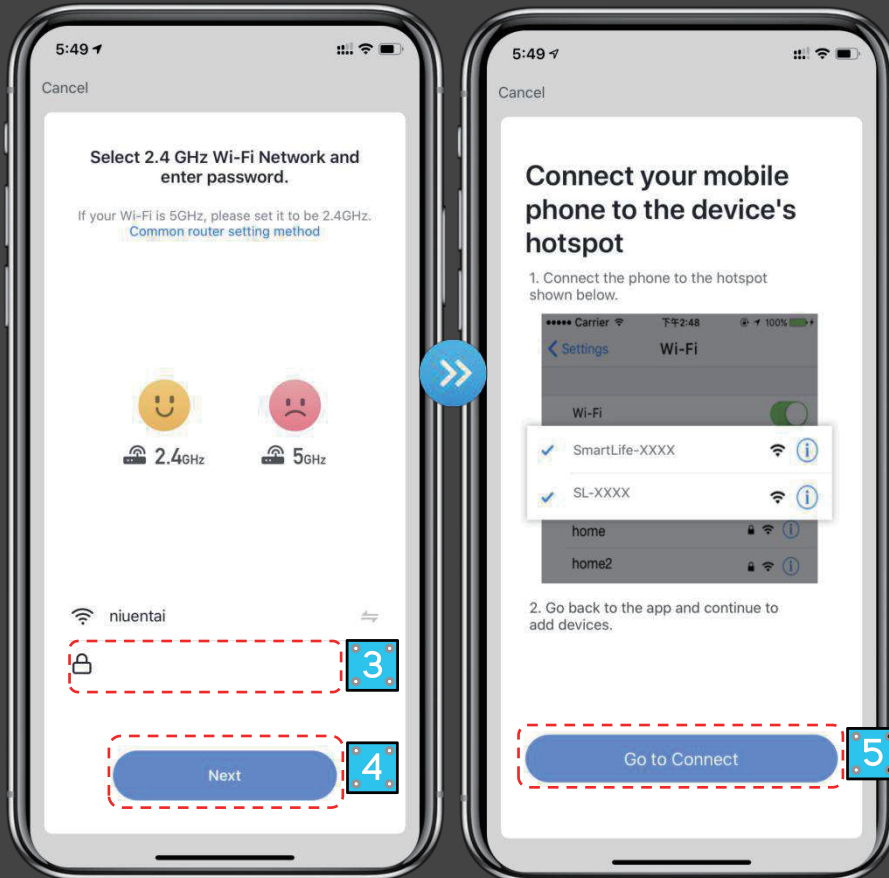 5:49
Cancel
Select 2.4 GHz Wi-Fi Network and
enter password.
If your Wi-Fi is 5GHz, please set it to be 2.4GHz.
Common router setting method
2.4GHz
5GHz
niuentai
3
Next
4
5:49
Cancel
Connect your mobile
phone to the device's
hotspot
1. Connect the phone to the hotspot
shown below.
Carrier
下午2:48
100%
Settings
Wi-Fi
Wi-Fi
SmartLife-XXXX
SL-XXXX
home
home2
2. Go back to the app and continue to
add devices.
Go to Connect
5